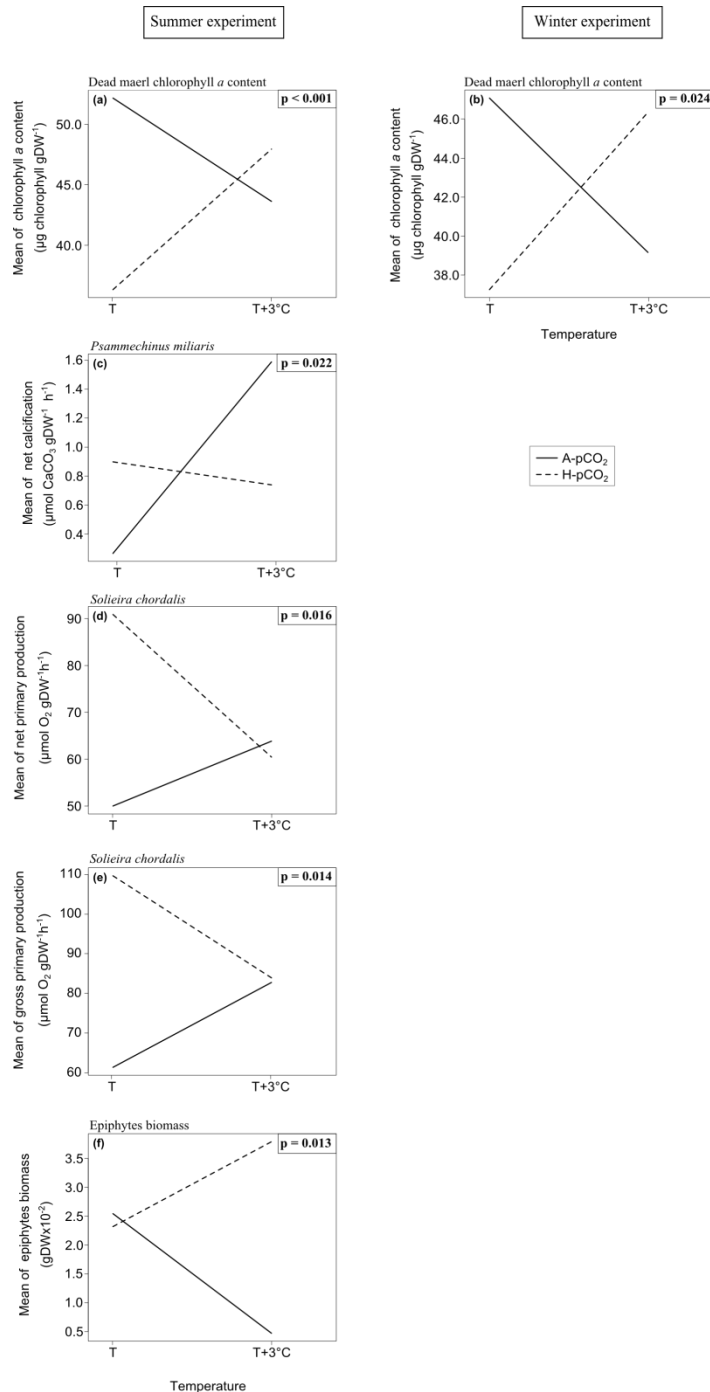 Summer experiment
Winter experiment
Dead maerl chlorophyll a content
(a)
p < 0.001
50.0
45.0
40.0
Mean of chlorophyll a content
(µg chlorophyll gDW⁻¹)
T
T+3°C
Dead maerl chlorophyll a content
(b)
p = 0.024
46.0
44.0
42.0
40.0
38.0
Mean of chlorophyll a content
(µg chlorophyll gDW⁻¹)
T
T+3°C
Temperature
Psammechinus miliaris
(c)
p = 0.022
1.6
1.4
1.2
1.0
0.8
0.6
0.4
Mean of net calcification
(µmol CaCO₃ gDW⁻¹ h⁻¹)
T
T+3°C
A-pCO₂
H-pCO₂
Solieira chordalis
(d)
p = 0.016
90
80
70
60
50
Mean of net primary production
(µmol O₂ gDW⁻¹h⁻¹)
T
T+3°C
Solieira chordalis
(e)
p = 0.014
110
100
90
80
70
60
Mean of gross primary production
(µmol O₂ gDW⁻¹h⁻¹)
T
T+3°C
Epiphytes biomass
(f)
p = 0.013
3.5
3.0
2.5
2.0
1.5
1.0
0.5
Mean of epiphytes biomass
(gDWx10⁻²)
T
T+3°C
Temperature